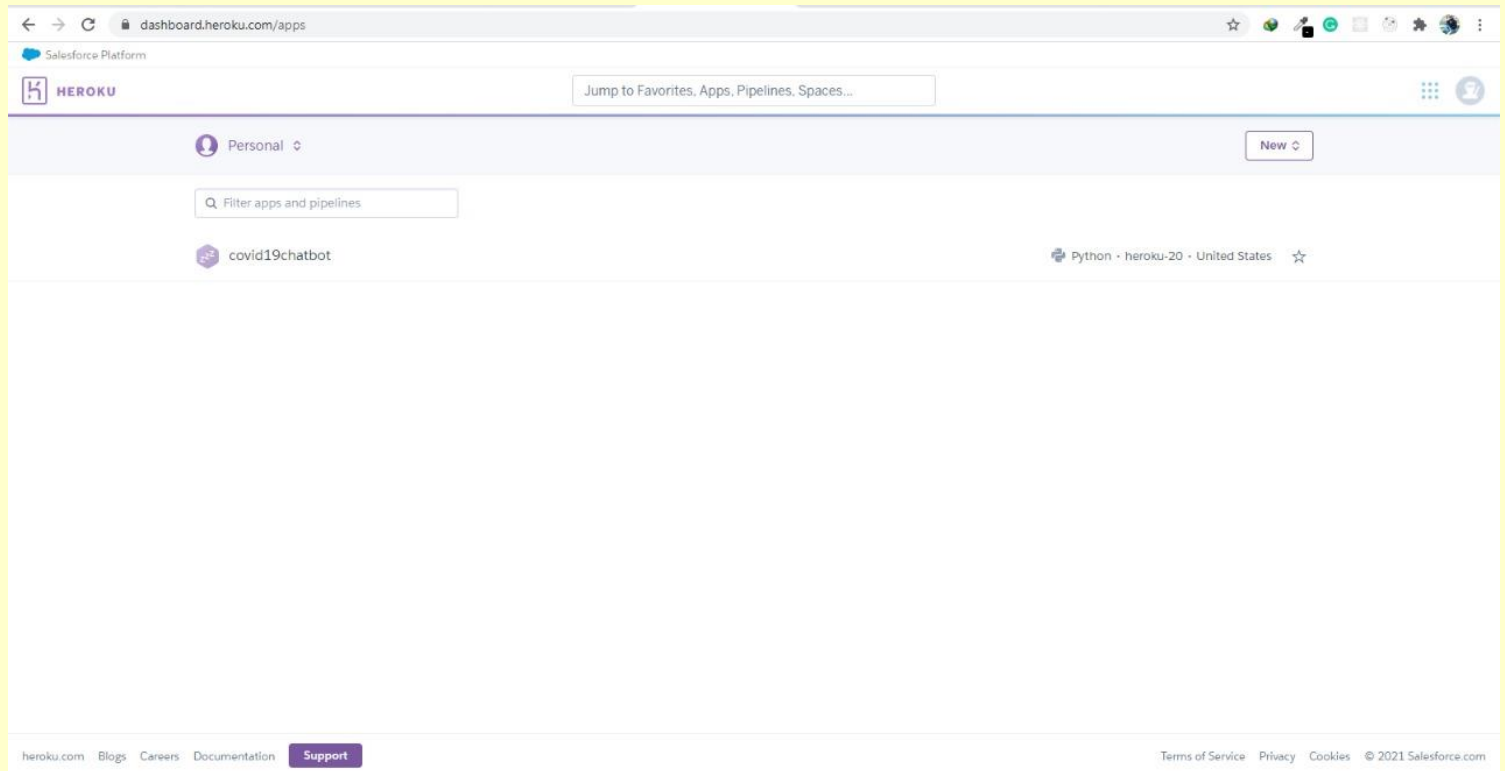 dashboard.heroku.com/apps
Salesforce Platform
HEROKU
Jump to Favorites, Apps, Pipelines, Spaces...
Personal
New
Filter apps and pipelines
covid19chatbot
Python · heroku-20 · United States
heroku.com Blogs Careers Documentation Support
Terms of Service Privacy Cookies © 2021 Salesforce.com